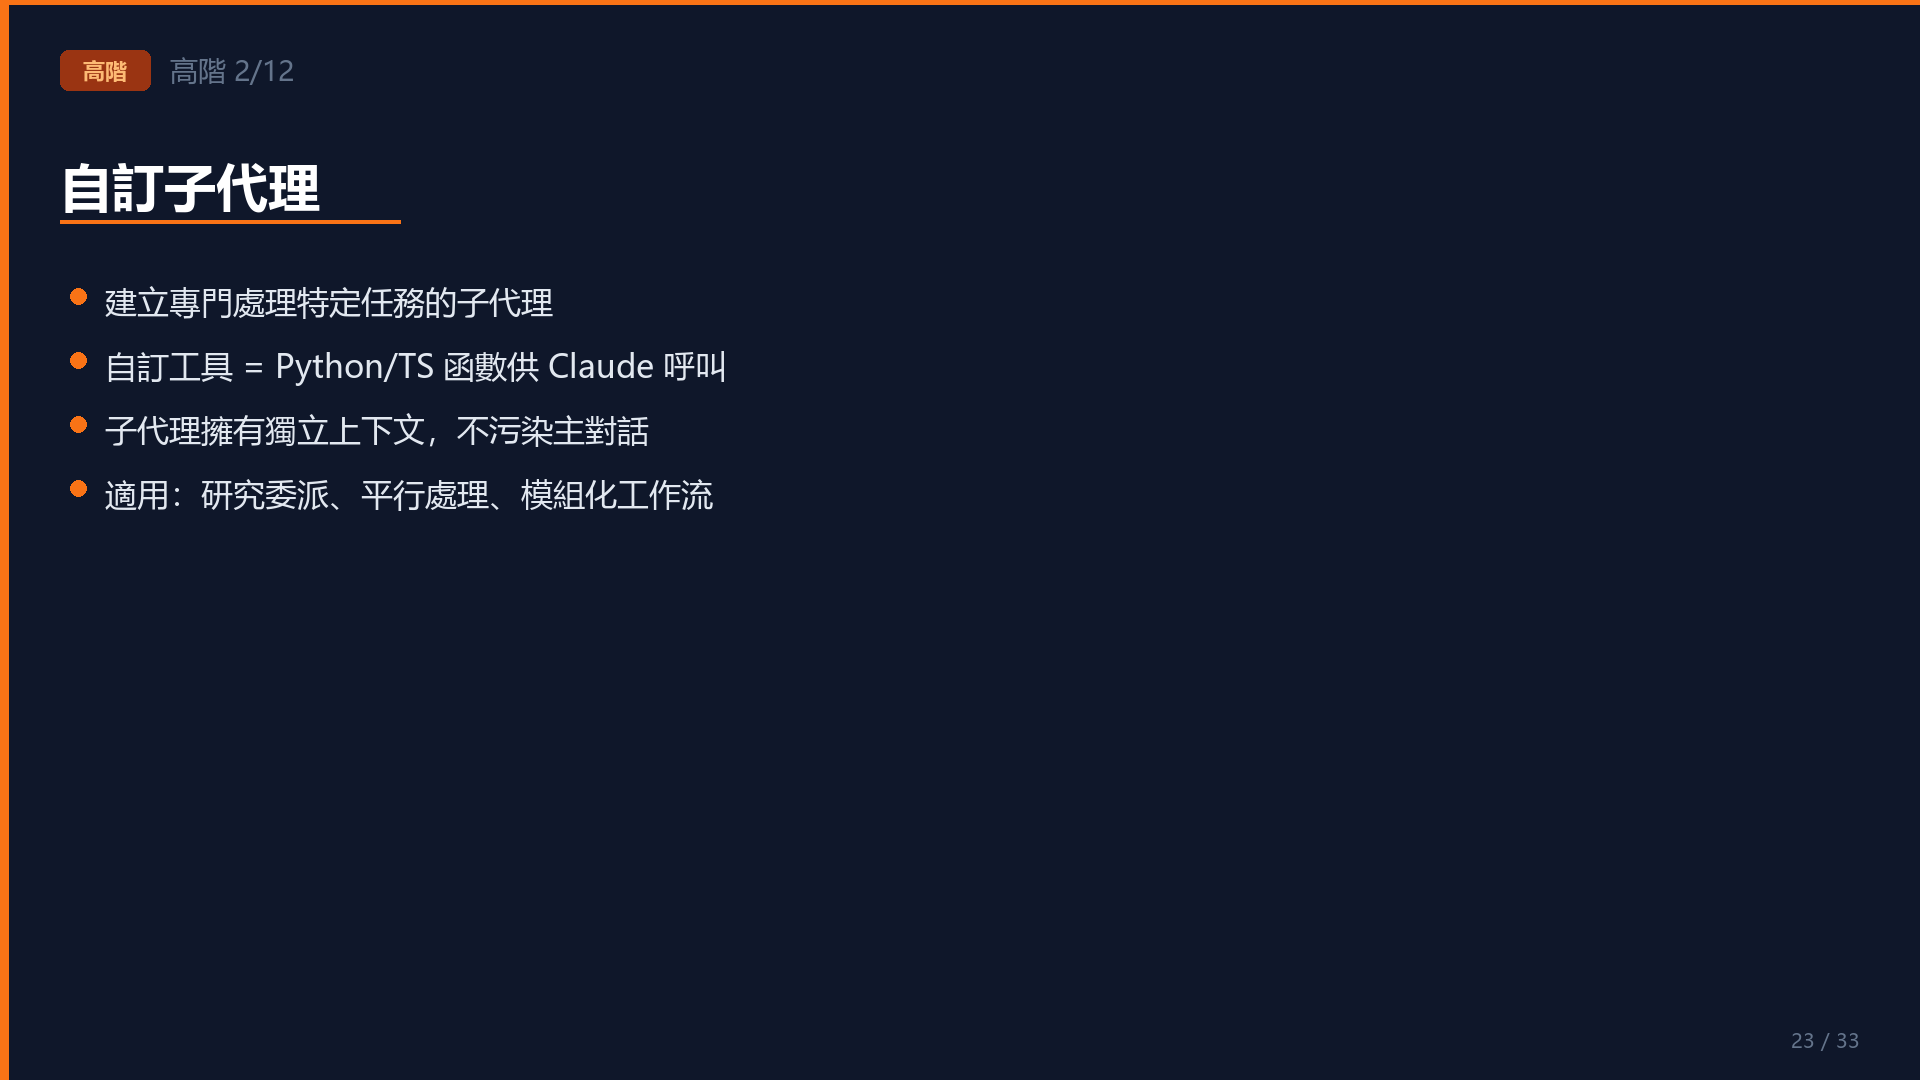 高階
高階 2/12
自訂子代理
建立專門處理特定任務的子代理
自訂工具 = Python/TS 函數供 Claude 呼叫
子代理擁有獨立上下文，不污染主對話
適用：研究委派、平行處理、模組化工作流
23 / 33